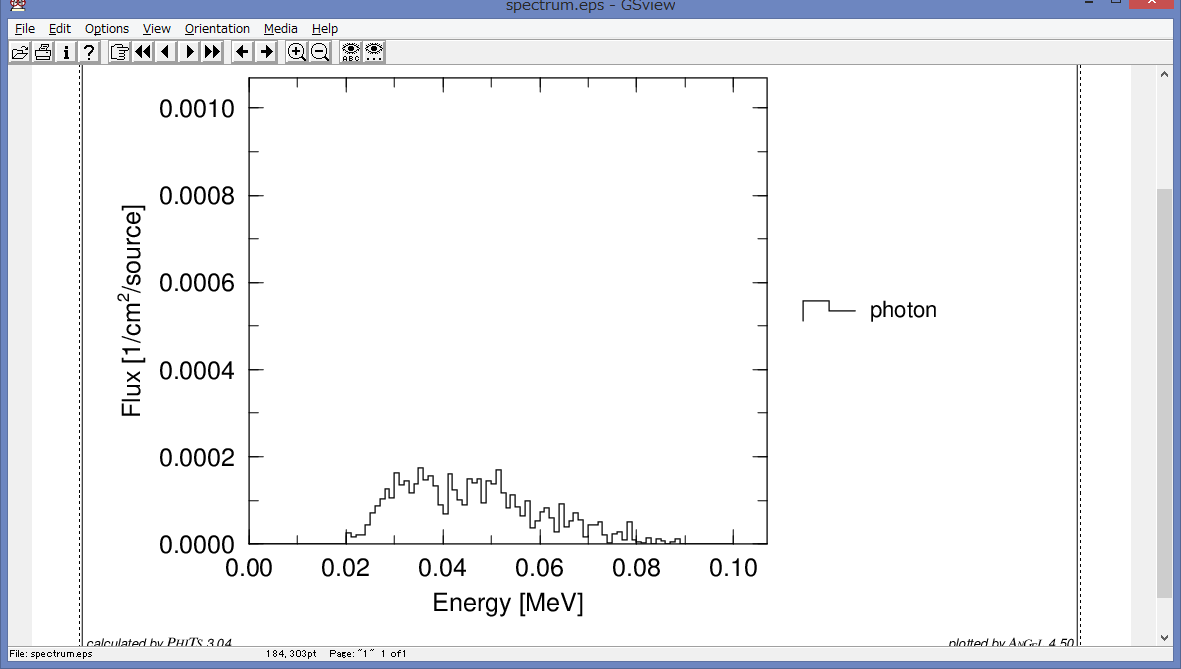 spectrum.eps - GSview
File Edit Options View Orientation Media Help
ABC
0.0010
0.0008
0.0006
0.0004
0.0002
0.0000
Flux [1/cm²/source]
0.00 0.02 0.04 0.06 0.08 0.10
Energy [MeV]
photon
calculated by PHITS 3.04
plotted by ANGEL 4.50
File: spectrum.eps 184, 303pt Page: "1" 1 of 1